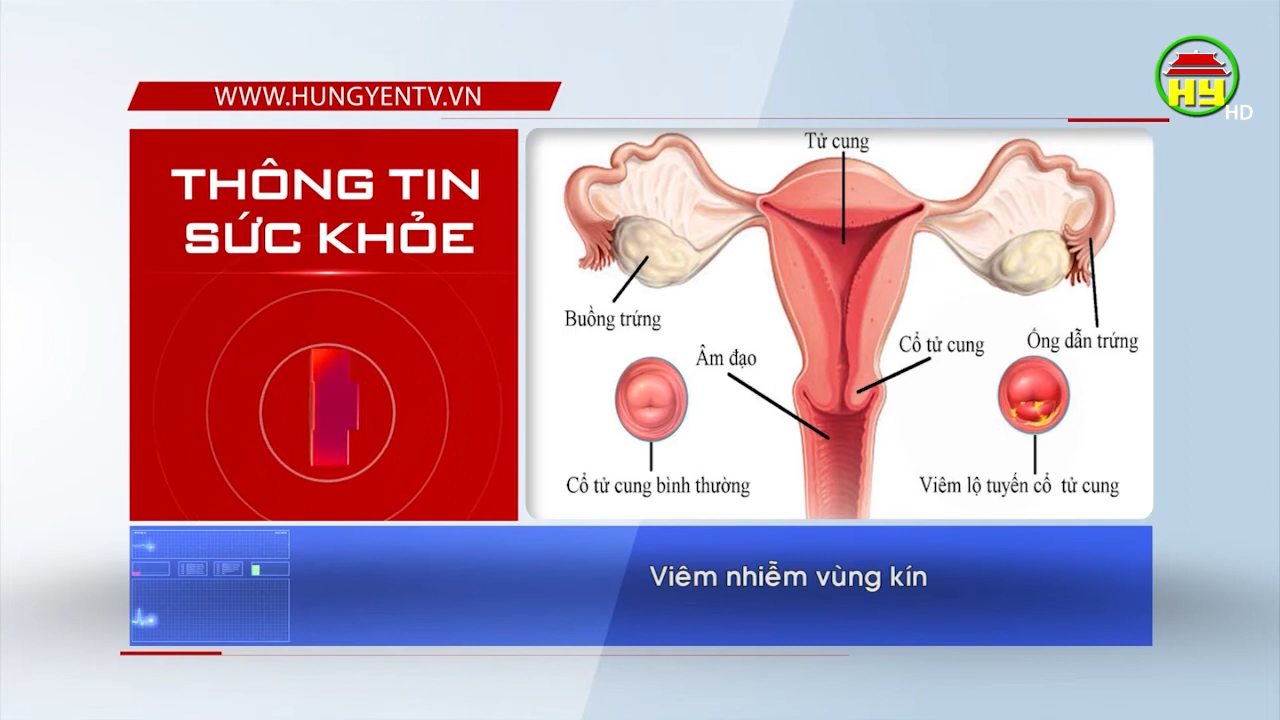 WWW.HUNGYENTV.VN
HY
HD
THÔNG TIN
SỨC KHỎE
Tử cung
Buồng trứng
Âm đạo
Cổ tử cung
Ống dẫn trứng
Cổ tử cung bình thường
Viêm lộ tuyến cổ tử cung
Viêm nhiễm vùng kín